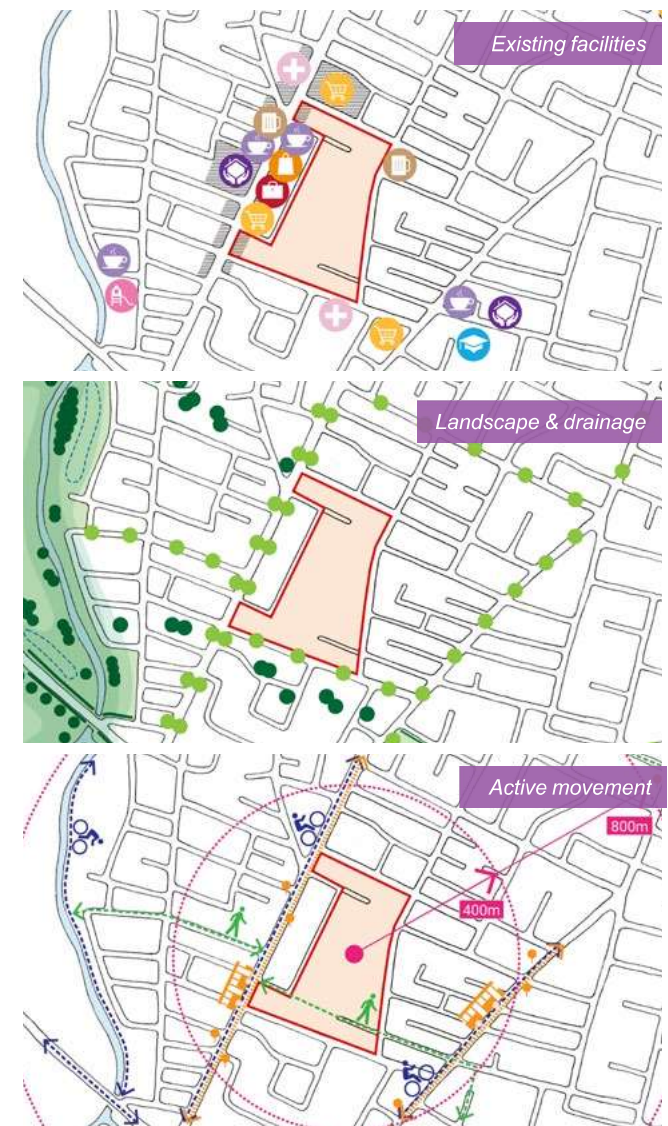 Existing facilities
Landscape & drainage
Active movement
800m
400m